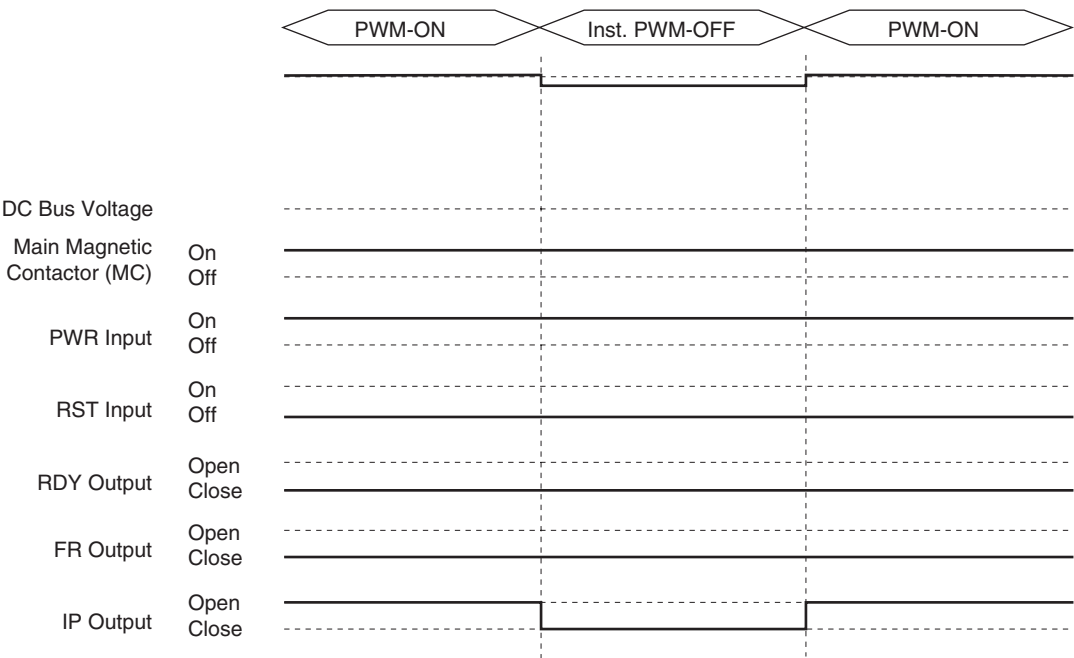 PWM-ON Inst. PWM-OFF PWM-ON
DC Bus Voltage
Main Magnetic
Contactor (MC)
On
Off
PWR Input
On
Off
RST Input
On
Off
RDY Output
Open
Close
FR Output
Open
Close
IP Output
Open
Close